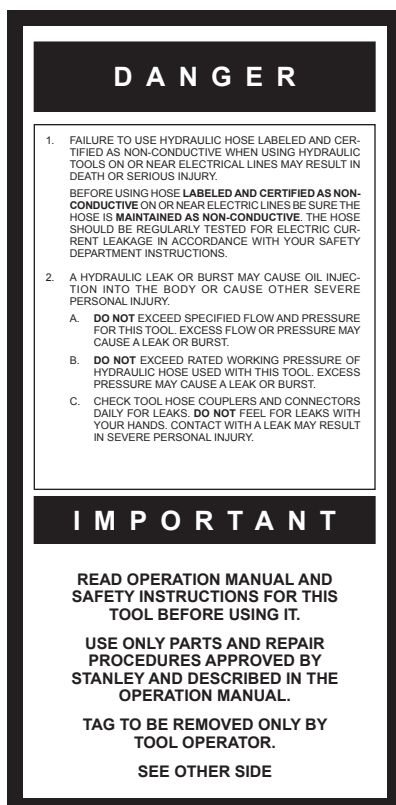 DANGER
1. FAILURE TO USE HYDRAULIC HOSE LABELED AND CER-
TIFIED AS NON-CONDUCTIVE WHEN USING HYDRAULIC
TOOLS ON OR NEAR ELECTRICAL LINES MAY RESULT IN
DEATH OR SERIOUS INJURY.
BEFORE USING HOSE LABELED AND CERTIFIED AS NON-
CONDUCTIVE ON OR NEAR ELECTRIC LINES BE SURE THE
HOSE IS MAINTAINED AS NON-CONDUCTIVE. THE HOSE
SHOULD BE REGULARLY TESTED FOR ELECTRIC CUR-
RENT LEAKAGE IN ACCORDANCE WITH YOUR SAFETY
DEPARTMENT INSTRUCTIONS.
2. A HYDRAULIC LEAK OR BURST MAY CAUSE OIL INJEC-
TION INTO THE BODY OR CAUSE OTHER SEVERE
PERSONAL INJURY.
A. DO NOT EXCEED SPECIFIED FLOW AND PRESSURE
FOR THIS TOOL. EXCESS FLOW OR PRESSURE MAY
CAUSE A LEAK OR BURST.
B. DO NOT EXCEED RATED WORKING PRESSURE OF
HYDRAULIC HOSE USED WITH THIS TOOL. EXCESS
PRESSURE MAY CAUSE A LEAK OR BURST.
C. CHECK TOOL HOSE COUPLERS AND CONNECTORS
DAILY FOR LEAKS. DO NOT FEEL FOR LEAKS WITH
YOUR HANDS. CONTACT WITH A LEAK MAY RESULT
IN SEVERE PERSONAL INJURY.
IMPORTANT
READ OPERATION MANUAL AND
SAFETY INSTRUCTIONS FOR THIS
TOOL BEFORE USING IT.
USE ONLY PARTS AND REPAIR
PROCEDURES APPROVED BY
STANLEY AND DESCRIBED IN THE
OPERATION MANUAL.
TAG TO BE REMOVED ONLY BY
TOOL OPERATOR.
SEE OTHER SIDE